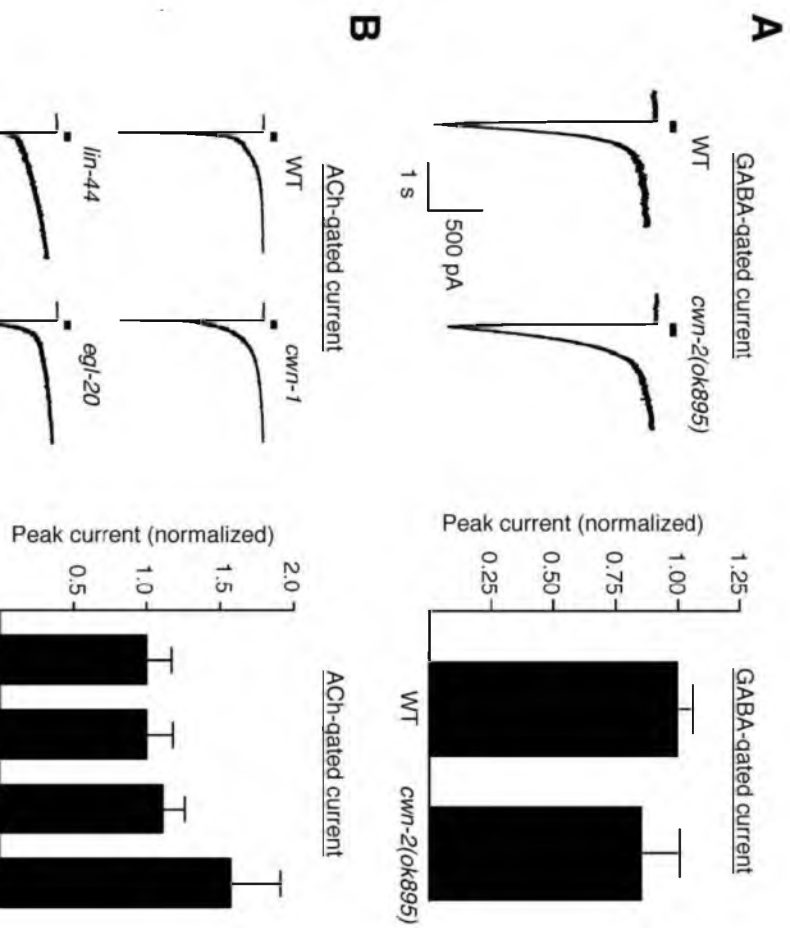 A
GABA-gated current
WT
cwn-2(ok895)
500 pA
1 s
Peak current (normalized)
1.25
1.00
0.75
0.50
0.25
GABA-gated current
WT
cwn-2(ok895)
B
ACh-gated current
WT
cwn-1
lin-44
egl-20
Peak current (normalized)
2.0
1.5
1.0
0.5
ACh-gated current